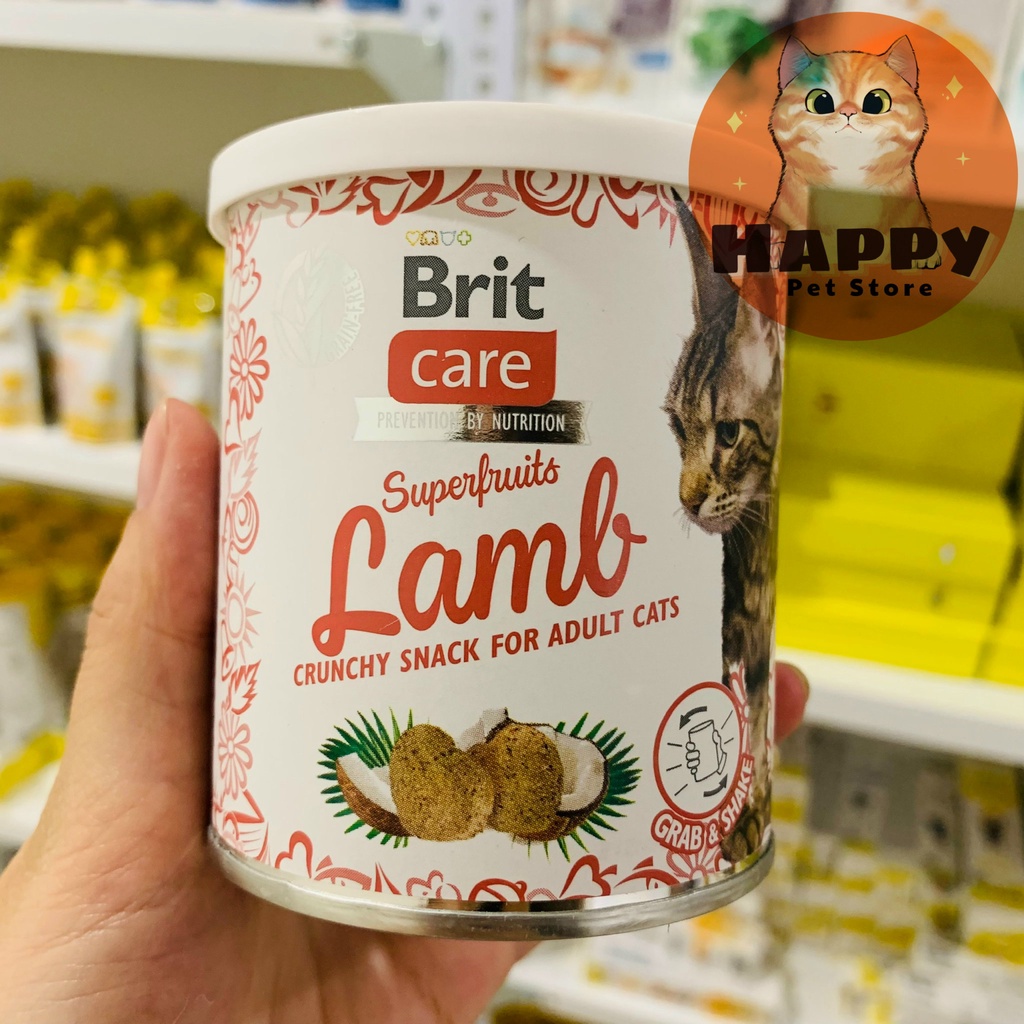 HAPPY
Pet Store
Brit
care
PREVENTION BY NUTRITION
Superfruits
Lamb
CRUNCHY SNACK FOR ADULT CATS
GRAB & SHAKE